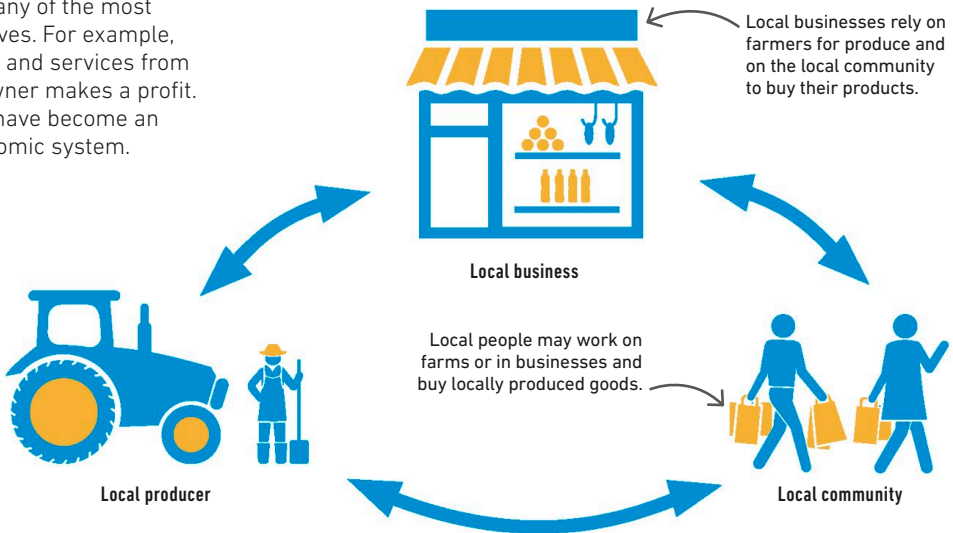 any of the most
ves. For example,
and services from
wner makes a profit.
have become an
omic system.
Local businesses rely on
farmers for produce and
on the local community
to buy their products.
Local business
Local people may work on
farms or in businesses and
buy locally produced goods.
Local producer
Local community